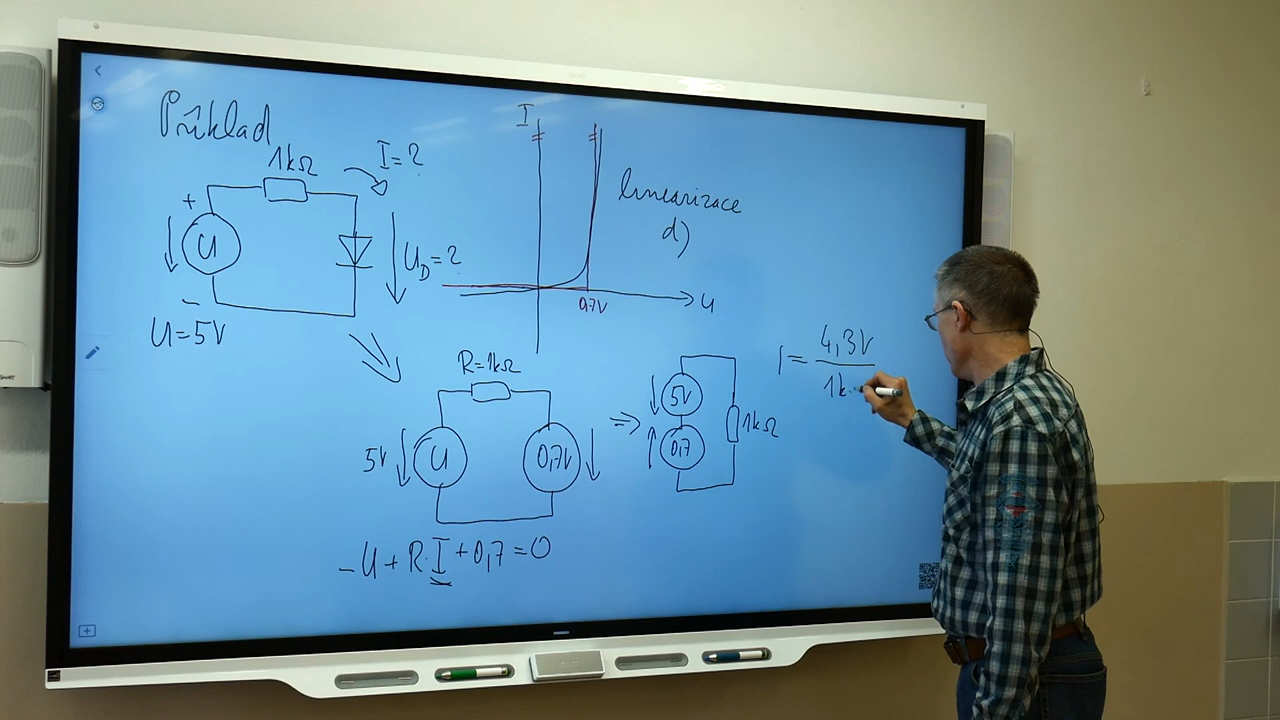 Příklad
1kΩ
I=?
+
U
U_D=?
-
U=5V
I
linearizace
d)
0,7V
U
R=1kΩ
5V
U
0,7V
⇒
5V
0,7
1kΩ
I=4,3V/1k
-U+R.I+0,7=0